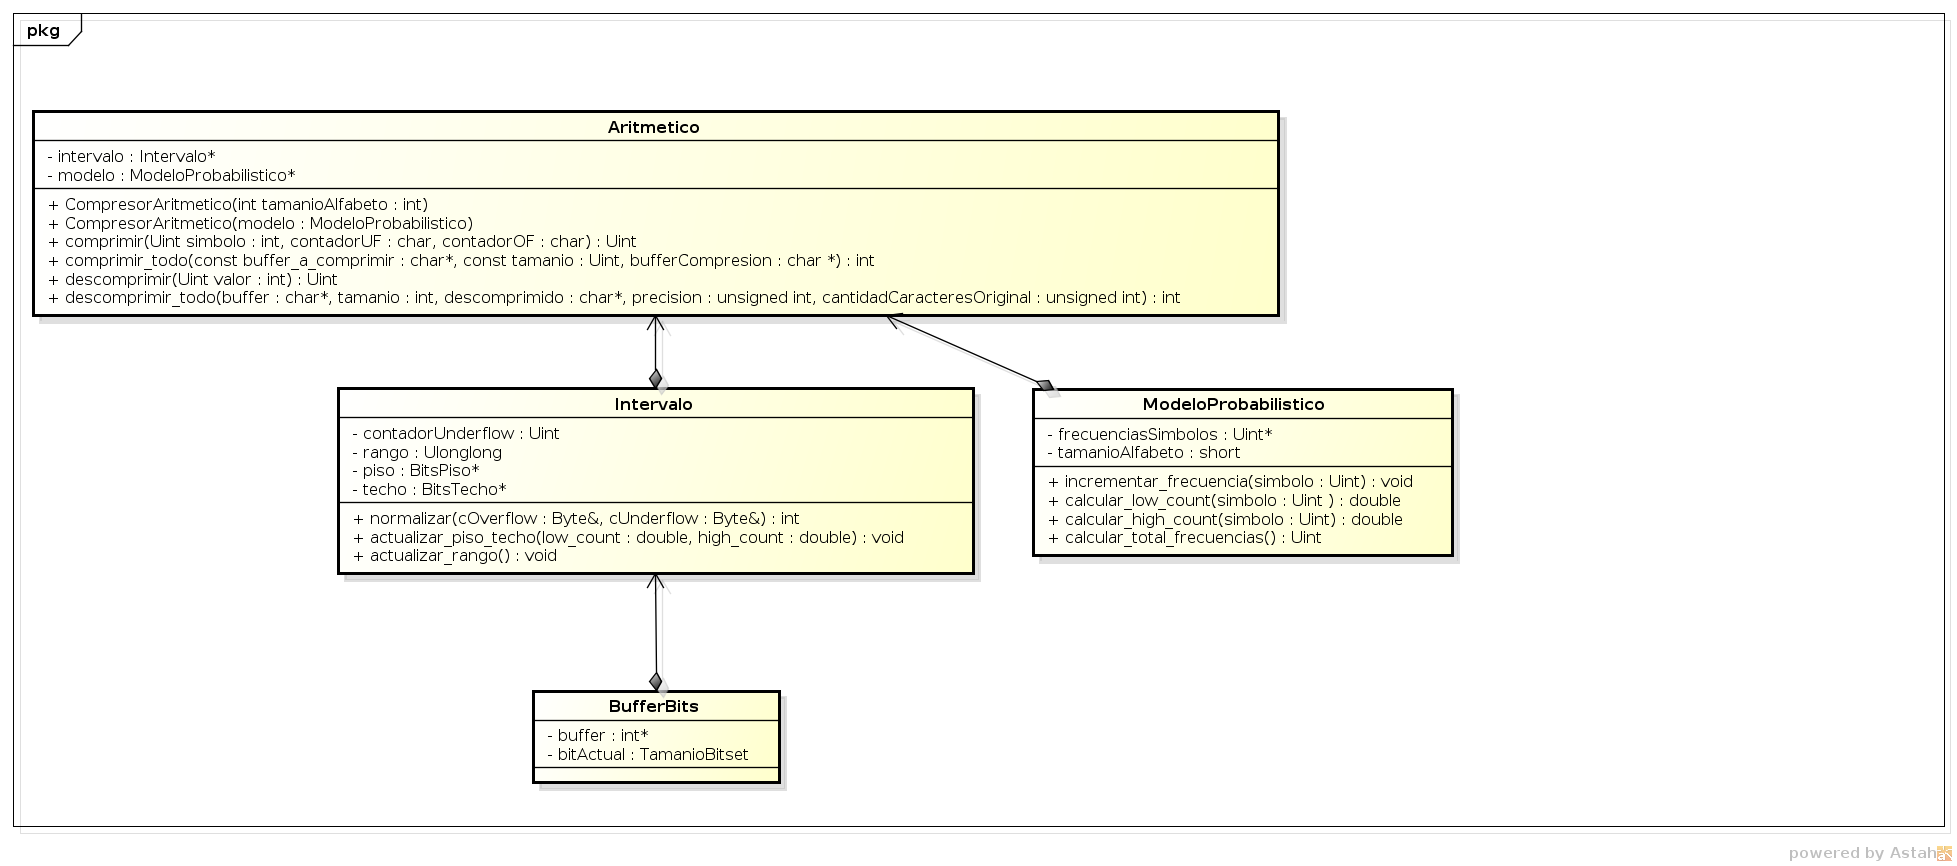 pkg
Aritmetico
- intervalo : Intervalo*
- modelo : ModeloProbabilistico*
+ CompresorAritmetico(int tamanioAlfabeto : int)
+ CompresorAritmetico(modelo : ModeloProbabilistico)
+ comprimir(Uint simbolo : int, contadorUF : char, contadorOF : char) : Uint
+ comprimir_todo(const buffer_a_comprimir : char*, const tamanio : Uint, bufferCompresion : char *) : int
+ descomprimir(Uint valor : int) : Uint
+ descomprimir_todo(buffer : char*, tamanio : int, descomprimido : char*, precision : unsigned int, cantidadCaracteresOriginal : unsigned int) : int
Intervalo
- contadorUnderflow : Uint
- rango : Ulonglong
- piso : BitsPiso*
- techo : BitsTecho*
+ normalizar(cOverflow : Byte&, cUnderflow : Byte&) : int
+ actualizar_piso_techo(low_count : double, high_count : double) : void
+ actualizar_rango() : void
ModeloProbabilistico
- frecuenciasSimbolos : Uint*
- tamanioAlfabeto : short
+ incrementar_frecuencia(simbolo : Uint) : void
+ calcular_low_count(simbolo : Uint ) : double
+ calcular_high_count(simbolo : Uint) : double
+ calcular_total_frecuencias() : Uint
BufferBits
- buffer : int*
- bitActual : TamanioBitset
powered by Astah